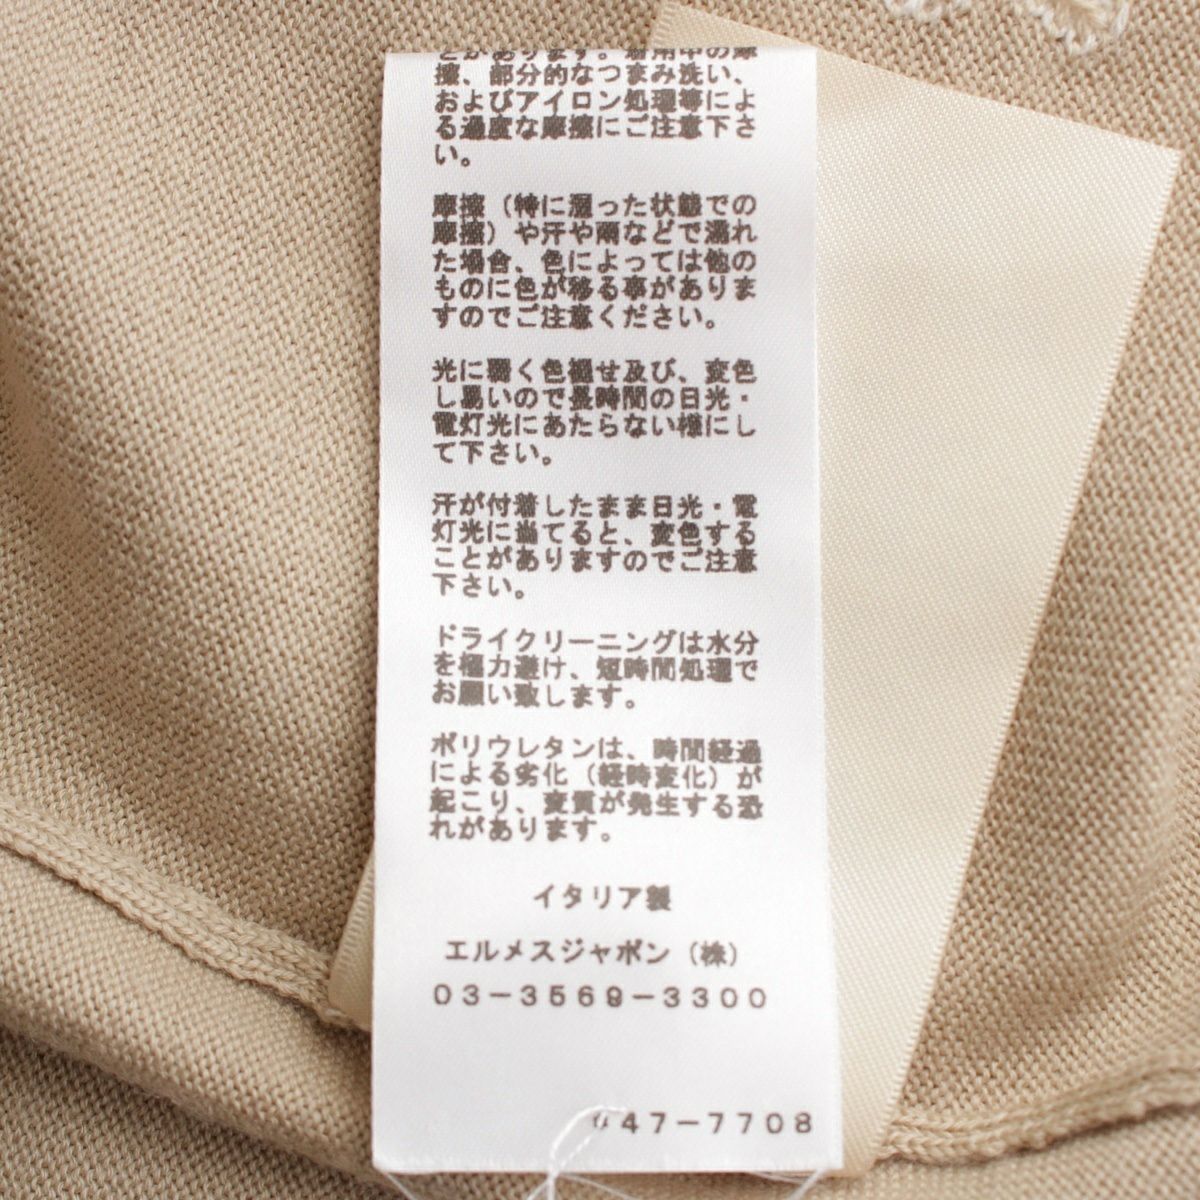 とがあります。着用中の摩
擦、部分的なつまみ洗い、
およびアイロン処理等によ
る過度な摩擦にご注意下さ
い。
摩擦（特に湿った状態での
摩擦）や汗や雨などで濡れ
た場合、色によっては他の
ものに色が移る事がありま
すのでご注意ください。
光に弱く色褪せ及び、変色
し易いので長時間の日光・
電灯光にあたらない様にし
て下さい。
汗が付着したまま日光・電
灯光に当てると、変色する
ことがありますのでご注意
下さい。
ドライクリーニングは水分
を極力避け、短時間処理で
お願い致します。
ポリウレタンは、時間経過
による劣化（経時変化）が
起こり、変質が発生する恐
れがあります。
イタリア製
エルメスジャポン（株）
03-3569-3300
47-7708